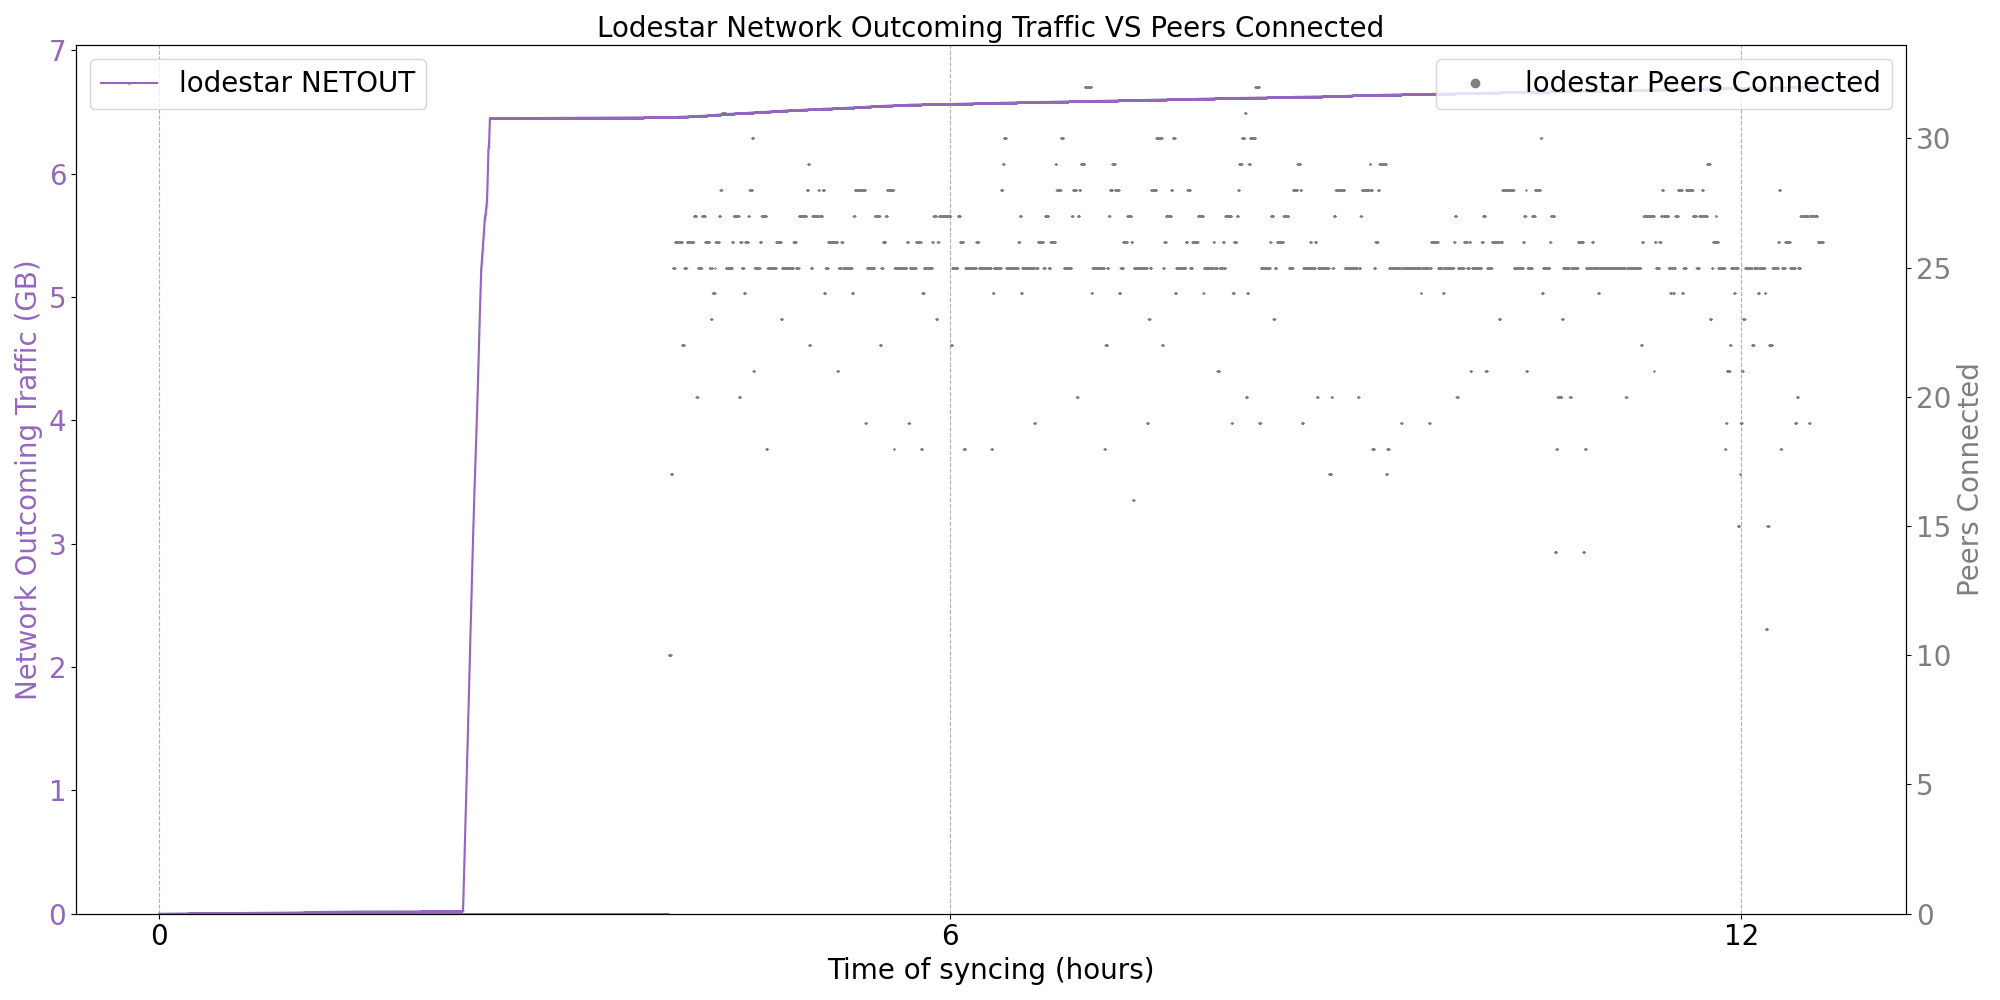 Lodestar Network Outcoming Traffic VS Peers Connected
lodestar NETOUT
lodestar Peers Connected
Network Outcoming Traffic (GB)
7
6
5
4
3
2
1
0
30
25
20
15
10
5
0
Peers Connected
0 6 12
Time of syncing (hours)